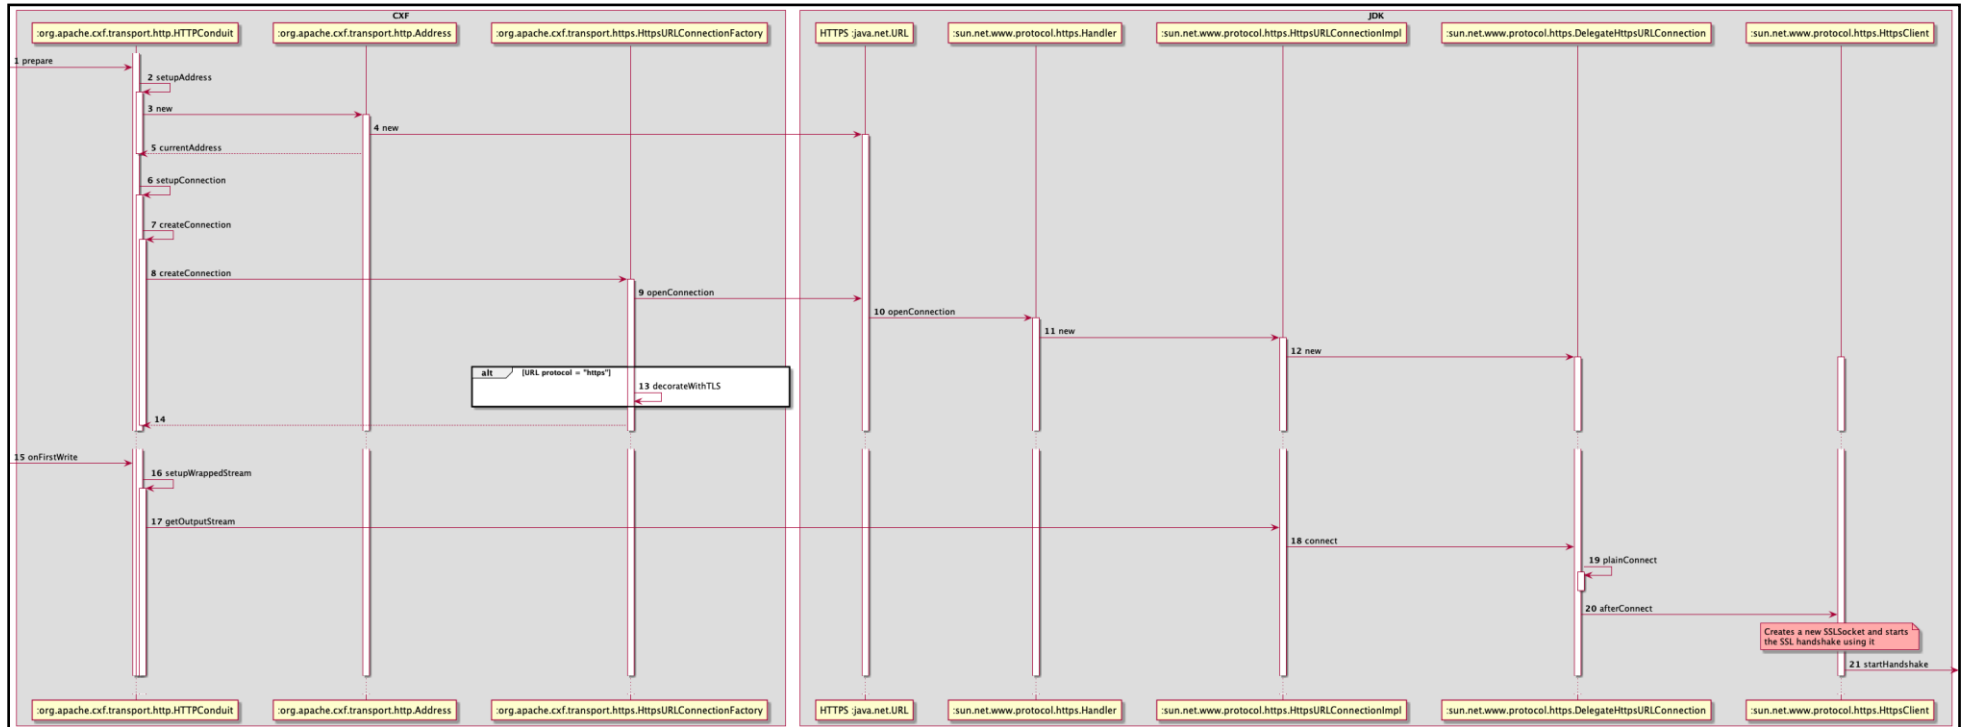 CXF
JDK
:org.apache.cxf.transport.http.HTTPConduit
:org.apache.cxf.transport.http.Address
:org.apache.cxf.transport.https.HttpsURLConnectionFactory
HTTPS :java.net.URL
:sun.net.www.protocol.https.Handler
:sun.net.www.protocol.https.HttpsURLConnectionImpl
:sun.net.www.protocol.https.DelegateHttpsURLConnection
:sun.net.www.protocol.https.HttpsClient
1 prepare
2 setupAddress
3 new
4 new
5 currentAddress
6 setupConnection
7 createConnection
8 createConnection
9 openConnection
10 openConnection
11 new
12 new
alt
[URL protocol = "https"]
13 decorateWithTLS
14
15 onFirstWrite
16 setupWrappedStream
17 getOutputStream
18 connect
19 plainConnect
20 afterConnect
Creates a new SSLSocket and starts
the SSL handshake using it
21 startHandshake
:org.apache.cxf.transport.http.HTTPConduit
:org.apache.cxf.transport.http.Address
:org.apache.cxf.transport.https.HttpsURLConnectionFactory
HTTPS :java.net.URL
:sun.net.www.protocol.https.Handler
:sun.net.www.protocol.https.HttpsURLConnectionImpl
:sun.net.www.protocol.https.DelegateHttpsURLConnection
:sun.net.www.protocol.https.HttpsClient